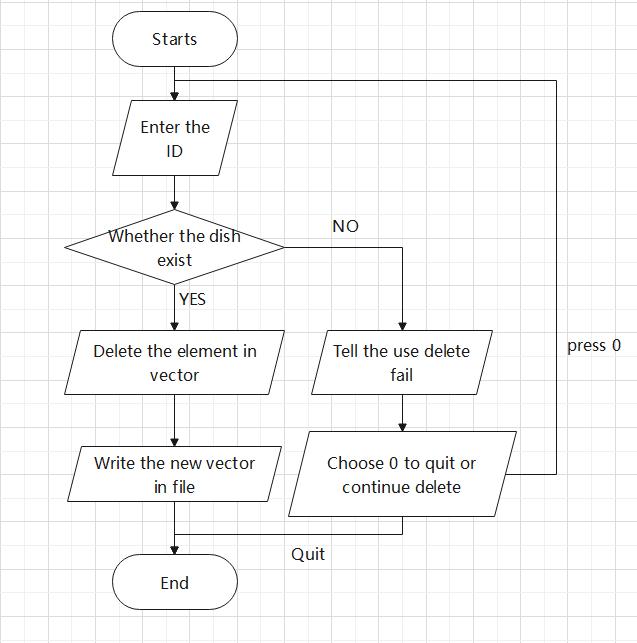 Starts
Enter the
ID
Whether the dish
exist
NO
YES
Delete the element in
vector
Tell the use delete
fail
press 0
Write the new vector
in file
Choose 0 to quit or
continue delete
Quit
End